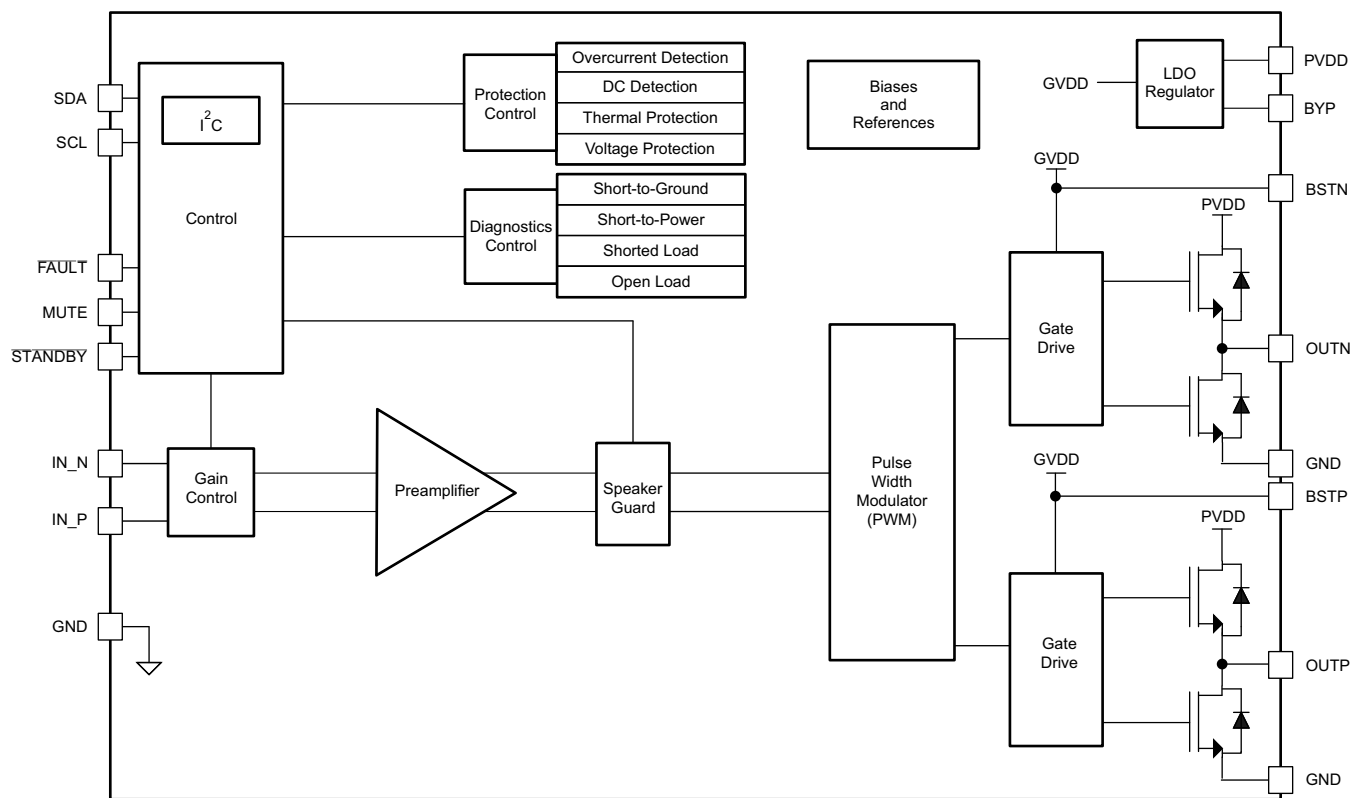 SDA
SCL
FAULT
MUTE
STANDBY
IN_N
IN_P
GND
I2C
Control
Protection
Control
Overcurrent Detection
DC Detection
Thermal Protection
Voltage Protection
Diagnostics
Control
Short-to-Ground
Short-to-Power
Shorted Load
Open Load
Biases
and
References
GVDD
LDO
Regulator
PVDD
BYP
Gain
Control
Preamplifier
Speaker
Guard
Pulse
Width
Modulator
(PWM)
GVDD
BSTN
Gate
Drive
PVDD
OUTN
GND
GVDD
BSTP
Gate
Drive
PVDD
OUTP
GND